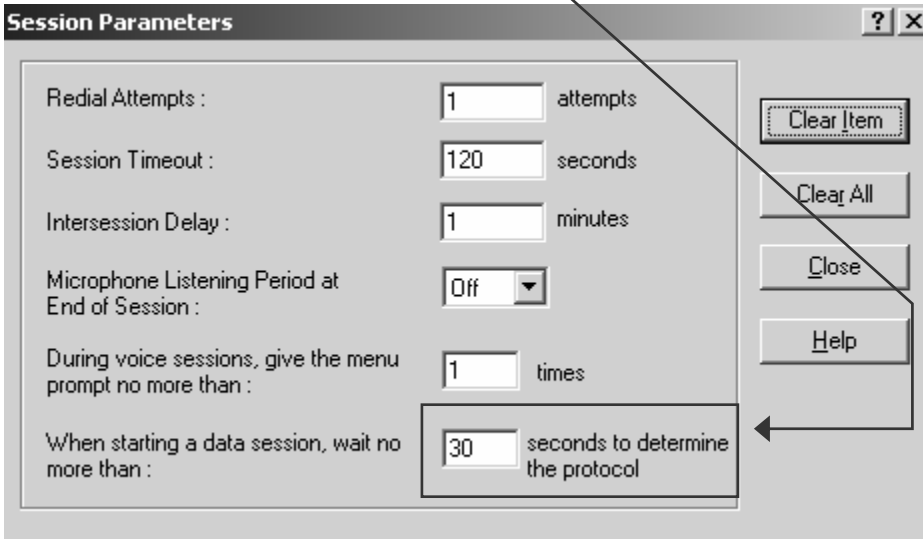 Session Parameters
? X
Redial Attempts : 1 attempts
Clear Item
Session Timeout : 120 seconds
Clear All
Intersession Delay : 1 minutes
Close
Microphone Listening Period at
End of Session : Off
Help
During voice sessions, give the menu
prompt no more than : 1 times
When starting a data session, wait no
more than : 30 seconds to determine
the protocol